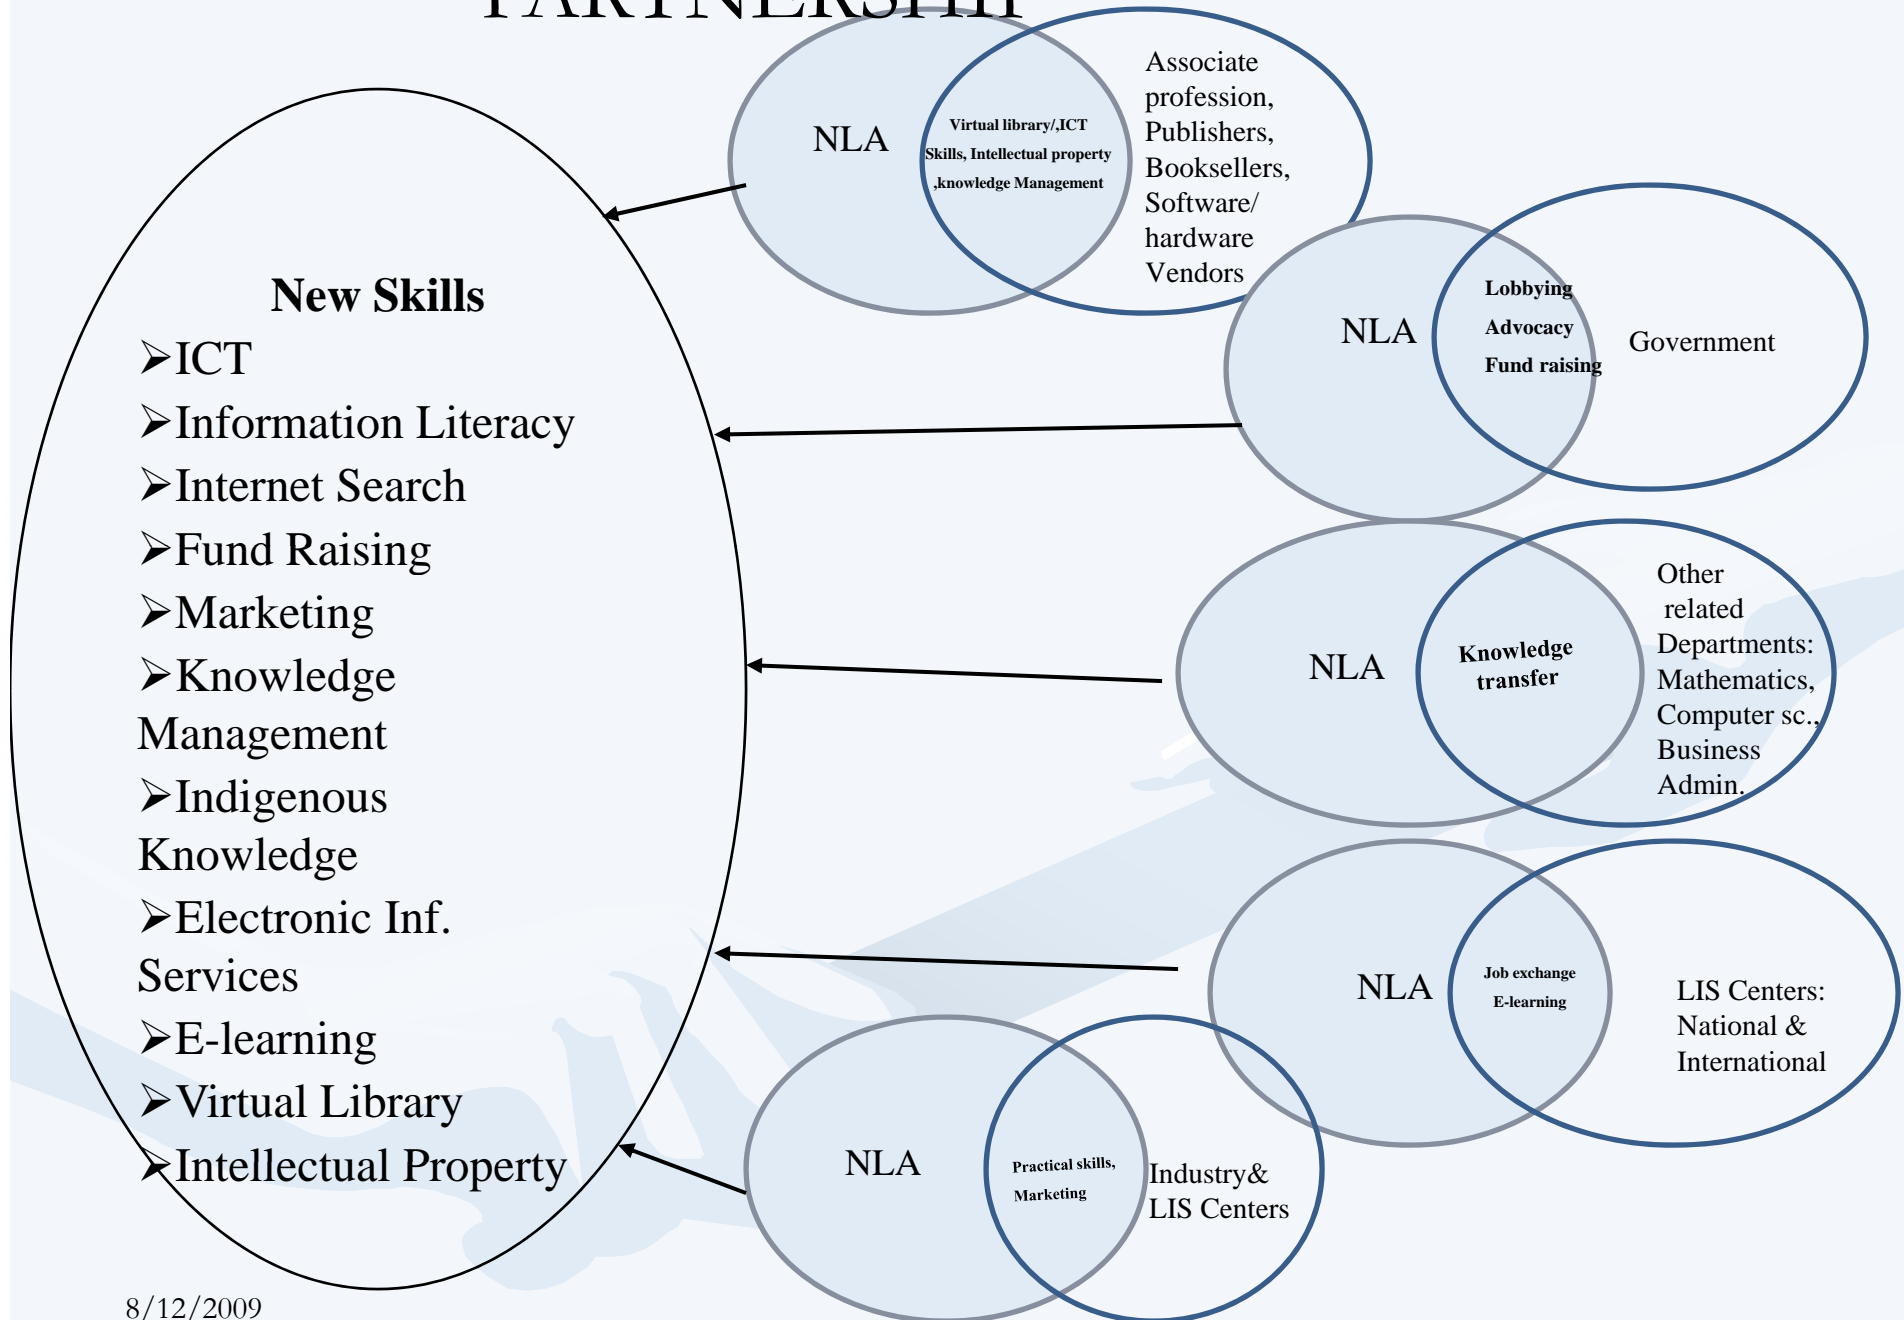 PARTNERSHIP
New Skills
➢ICT
➢Information Literacy
➢Internet Search
➢Fund Raising
➢Marketing
➢Knowledge
Management
➢Indigenous
Knowledge
➢Electronic Inf.
Services
➢E-learning
➢Virtual Library
➢Intellectual Property
NLA
Virtual library/,ICT
Skills, Intellectual property
,knowledge Management
Associate
profession,
Publishers,
Booksellers,
Software/
hardware
Vendors
NLA
Lobbying
Advocacy
Fund raising
Government
NLA
Knowledge
transfer
Other
related
Departments:
Mathematics,
Computer sc.,
Business
Admin.
NLA
Job exchange
E-learning
LIS Centers:
National &
International
NLA
Practical skills,
Marketing
Industry&
LIS Centers
8/12/2009